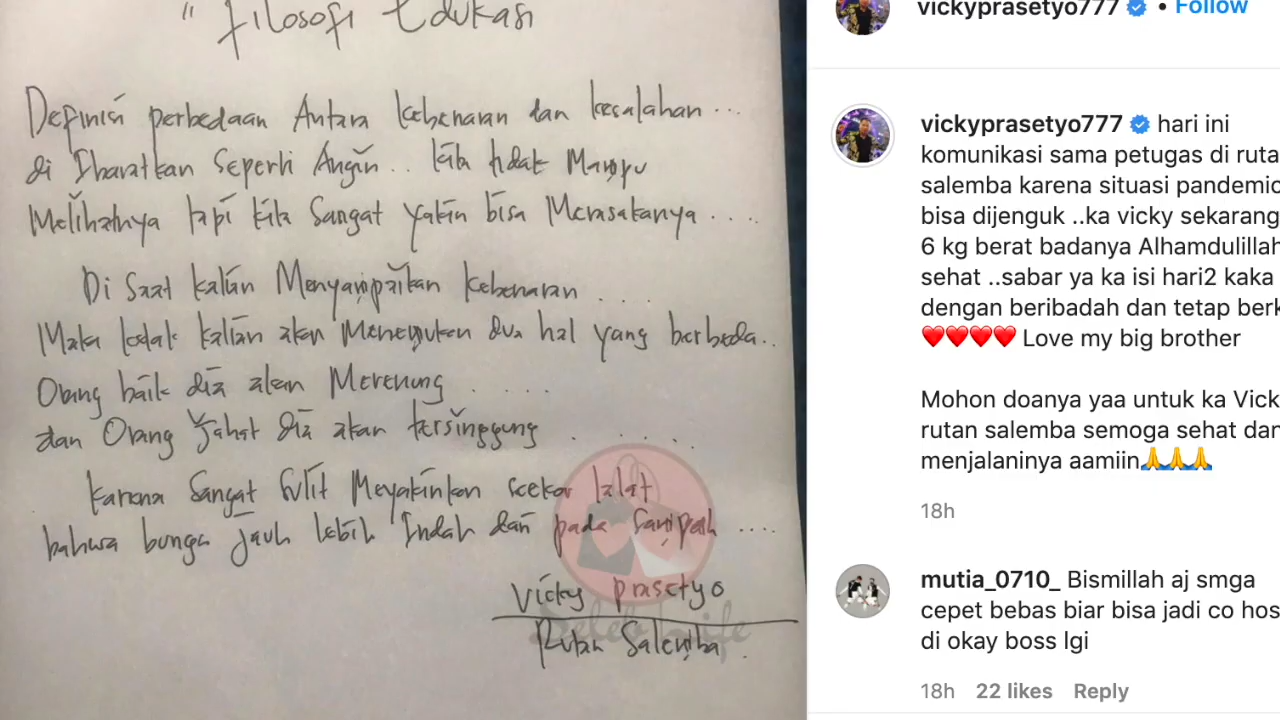 " Filosofi Edukasi
Definisi perbedaan Antara kebenaran dan kesalahan...
di Ibaratkan Seperti Angin.. kita tidak Mampu
Melihatnya tapi kita Sangat yakin bisa Merasakanya ....
Di Saat kalian Menyampaikan kebenaran ....
Maka kalian akan Menemukan dua hal yang berbeda..
Orang baik dia akan Merenung .....
dan Orang Jahat dia akan tersinggung .....
karena Sangat Sulit Meyakinkan seekor lalat
bahwa bunga Jauh lebih Indah dari pada Sampah ....
Vicky prasetyo
Rutan Salemba
vickyprasetyo777 • Follow
vickyprasetyo777 hari ini
komunikasi sama petugas di rutan
salemba karena situasi pandemic
bisa dijenguk ..ka vicky sekarang
6 kg berat badanya Alhamdulillah
sehat ..sabar ya ka isi hari2 kaka
dengan beribadah dan tetap berk
❤️❤️❤️❤️ Love my big brother
Mohon doanya yaa untuk ka Vick
rutan salemba semoga sehat dan
menjalaninya aamiin🙏🙏🙏
18h
mutia_0710_ Bismillah aj smga
cepet bebas biar bisa jadi co hos
di okay boss lgi
18h 22 likes Reply